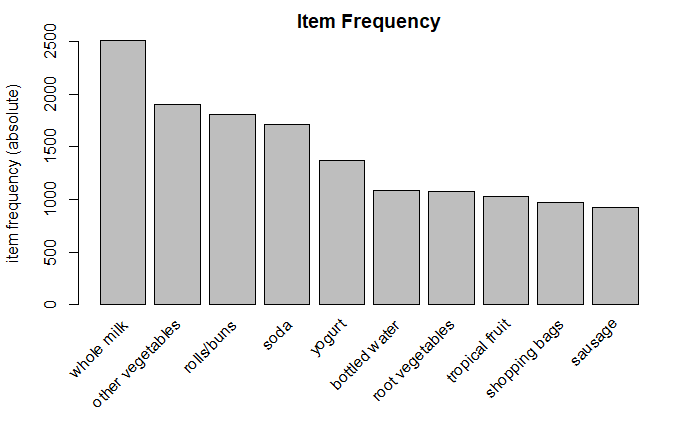 Item Frequency
item frequency (absolute)
2500
2000
1500
1000
500
0
whole milk
other vegetables
rolls/buns
soda
yogurt
bottled water
root vegetables
tropical fruit
shopping bags
sausage